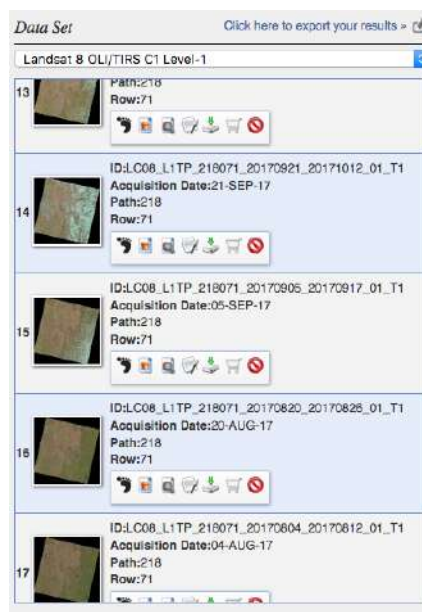 Data Set Click here to export your results »
Landsat 8 OLI/TIRS C1 Level-1
13
Path:218
Row:71
ID:LC08_L1TP_218071_20170921_20171012_01_T1
Acquisition Date:21-SEP-17
14
Path:218
Row:71
ID:LC08_L1TP_218071_20170905_20170917_01_T1
Acquisition Date:05-SEP-17
15
Path:218
Row:71
ID:LC08_L1TP_218071_20170820_20170826_01_T1
Acquisition Date:20-AUG-17
16
Path:218
Row:71
ID:LC08_L1TP_218071_20170804_20170812_01_T1
Acquisition Date:04-AUG-17
17
Path:218
Row:71